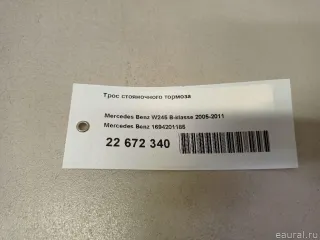 Трос стояночного тормоза
Mercedes Benz W245 B-klasse 2005-2011
Mercedes Benz 1694201185
22 672 340
eaural.ru